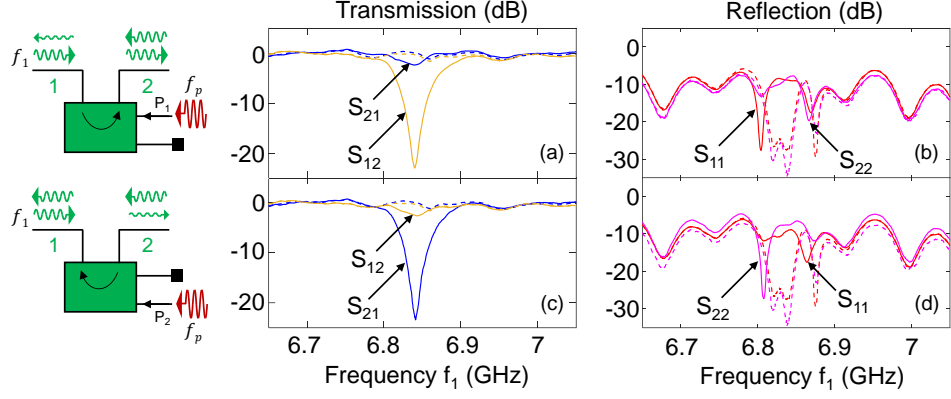 Transmission (dB)
Reflection (dB)
f1
1
2
fp
P1
0
-10
-20
S21
S12
(a)
0
-10
-20
-30
S11
S22
(b)
f1
1
2
P2
fp
0
-10
-20
S12
S21
(c)
0
-10
-20
-30
S22
S11
(d)
6.7
6.8
6.9
7
6.7
6.8
6.9
7
Frequency f1 (GHz)
Frequency f1 (GHz)